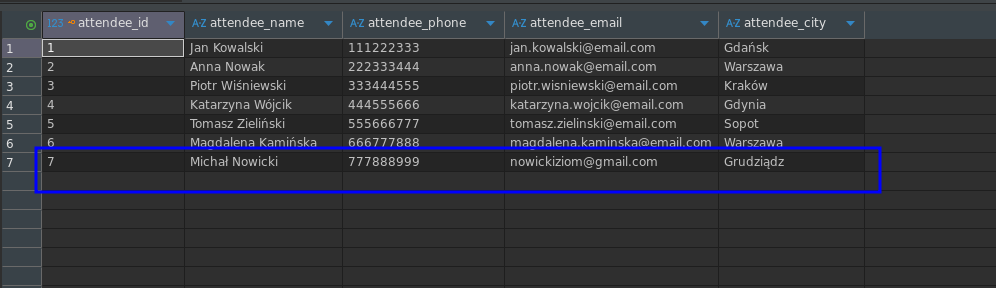 123 attendee_id A-Z attendee_name A-Z attendee_phone A-Z attendee_email A-Z attendee_city
1 1 Jan Kowalski 111222333 jan.kowalski@email.com Gdańsk
2 2 Anna Nowak 222333444 anna.nowak@email.com Warszawa
3 3 Piotr Wiśniewski 333444555 piotr.wisniewski@email.com Kraków
4 4 Katarzyna Wójcik 444555666 katarzyna.wojcik@email.com Gdynia
5 5 Tomasz Zieliński 555666777 tomasz.zielinski@email.com Sopot
6 6 Magdalena Kamińska 666777888 magdalena.kaminska@email.com Warszawa
7 7 Michał Nowicki 777888999 nowickiziom@gmail.com Grudziądz